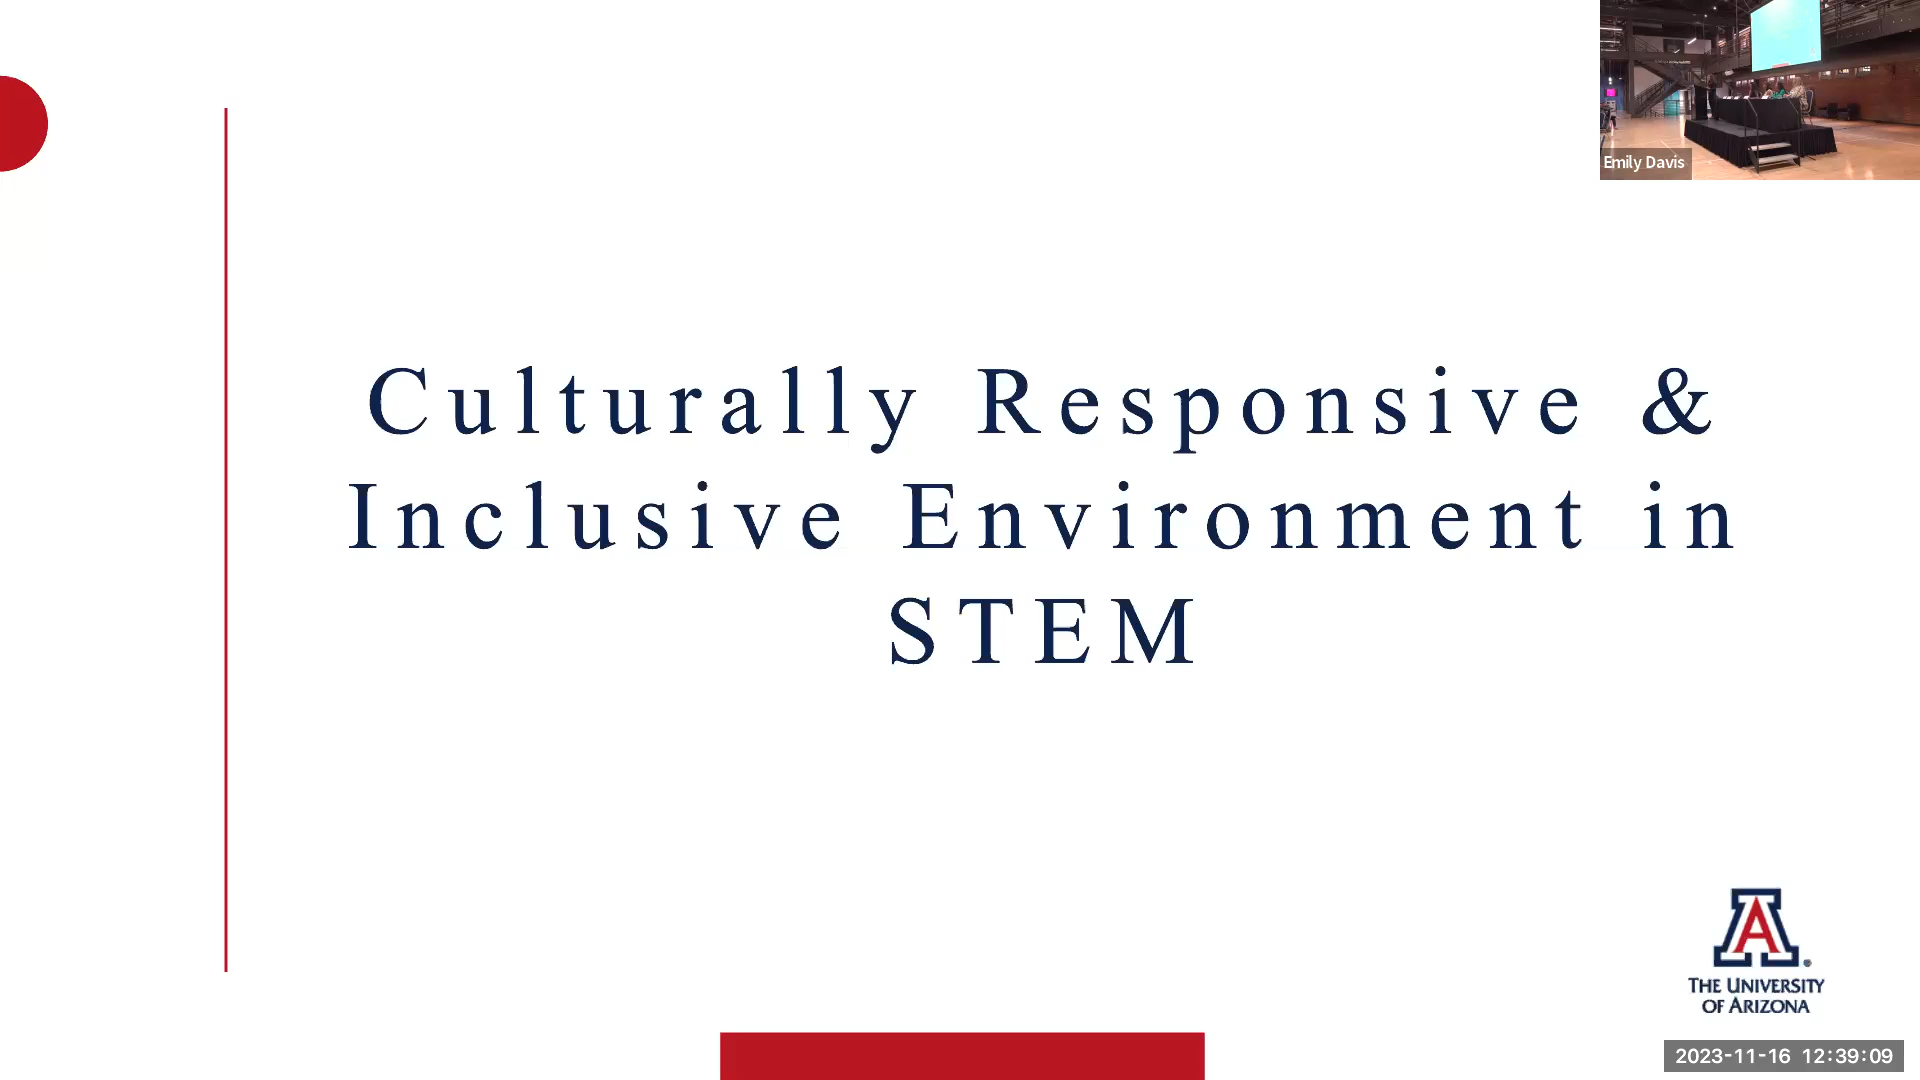 Emily Davis
Culturally Responsive &
Inclusive Environment in
STEM
A
THE UNIVERSITY
OF ARIZONA
2023-11-16 12:39:09